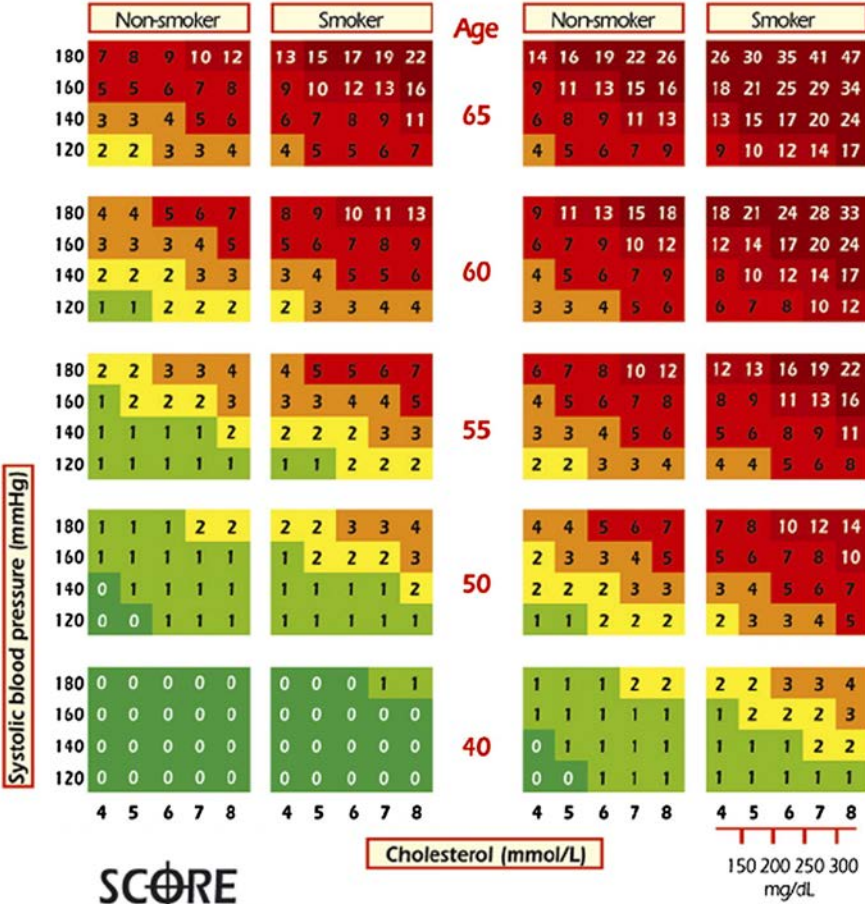 Non-smoker Smoker Age Non-smoker Smoker
180 7 8 9 10 12 13 15 17 19 22 14 16 19 22 26 26 30 35 41 47
160 5 5 6 7 8 9 10 12 13 16 9 11 13 15 16 18 21 25 29 34
65
140 3 3 4 5 6 6 7 8 9 11 6 8 9 11 13 13 15 17 20 24
120 2 2 3 3 4 4 5 5 6 7 4 5 6 7 9 9 10 12 14 17
180 4 4 5 6 7 8 9 10 11 13 9 11 13 15 18 18 21 24 28 33
160 3 3 3 4 5 5 6 7 8 9 6 7 9 10 12 12 14 17 20 24
60
140 2 2 2 3 3 3 4 5 5 6 4 5 6 7 9 8 10 12 14 17
120 1 1 2 2 2 2 3 3 4 4 3 3 4 5 6 6 7 8 10 12
180 2 2 3 3 4 4 5 5 6 7 6 7 8 10 12 12 13 16 19 22
160 1 2 2 2 3 3 3 4 4 5 4 5 6 7 8 8 9 11 13 16
55
140 1 1 1 1 2 2 2 2 3 3 3 3 4 5 6 5 6 8 9 11
120 1 1 1 1 1 1 1 2 2 2 2 2 3 3 4 4 4 5 6 8
180 1 1 1 2 2 2 2 3 3 4 4 4 5 6 7 7 8 10 12 14
160 1 1 1 1 1 1 2 2 2 3 2 3 3 4 5 5 6 7 8 10
50
140 0 1 1 1 1 1 1 1 1 2 2 2 2 3 3 3 4 5 6 7
120 0 0 1 1 1 1 1 1 1 1 1 1 2 2 2 2 3 3 4 5
180 0 0 0 0 0 0 0 0 1 1 1 1 1 2 2 2 2 3 3 4
160 0 0 0 0 0 0 0 0 0 0 1 1 1 1 1 1 2 2 2 3
40
140 0 0 0 0 0 0 0 0 0 0 0 1 1 1 1 1 1 1 2 2
120 0 0 0 0 0 0 0 0 0 0 0 0 1 1 1 1 1 1 1 1
4 5 6 7 8 4 5 6 7 8 4 5 6 7 8 4 5 6 7 8
Systolic blood pressure (mmHg)
Cholesterol (mmol/L)
150 200 250 300
mg/dL
SCORE